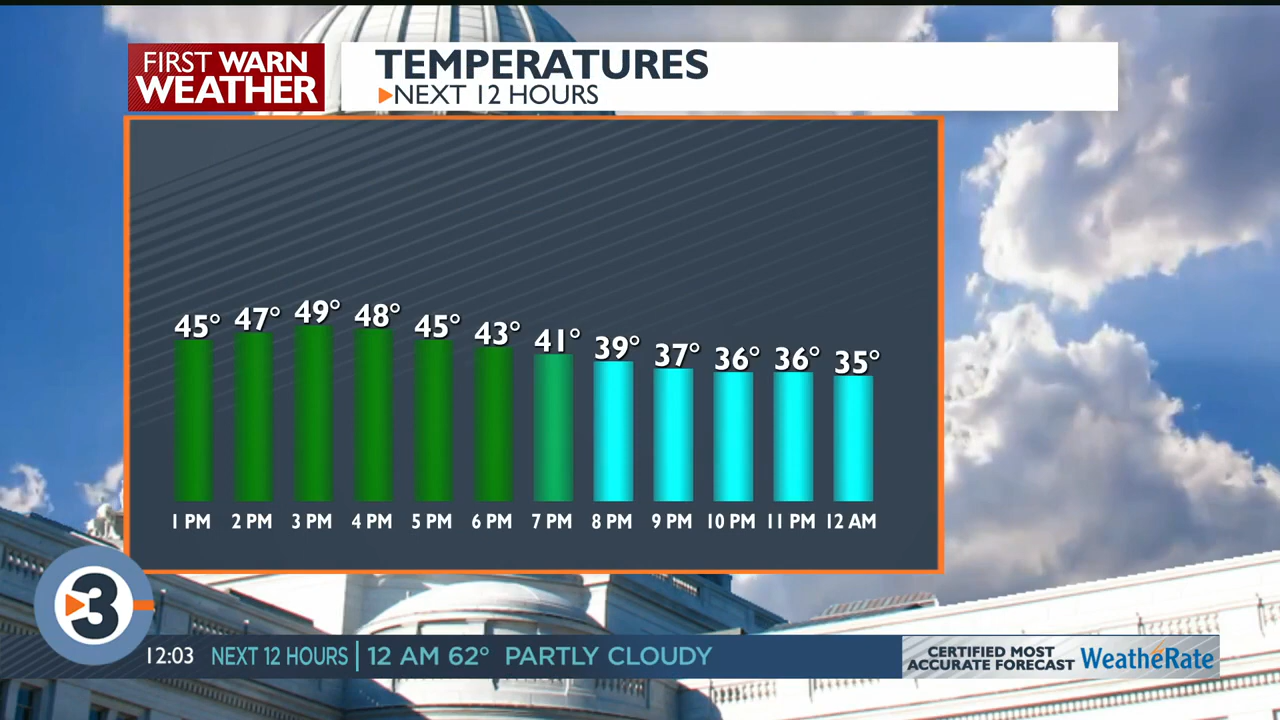 FIRST WARN
WEATHER
TEMPERATURES
NEXT 12 HOURS
45° 47° 49° 48° 45° 43° 41° 39° 37° 36° 36° 35°
1 PM 2 PM 3 PM 4 PM 5 PM 6 PM 7 PM 8 PM 9 PM 10 PM 11 PM 12 AM
3
12:03 NEXT 12 HOURS 12 AM 62° PARTLY CLOUDY
CERTIFIED MOST
ACCURATE FORECAST
WeatheRate